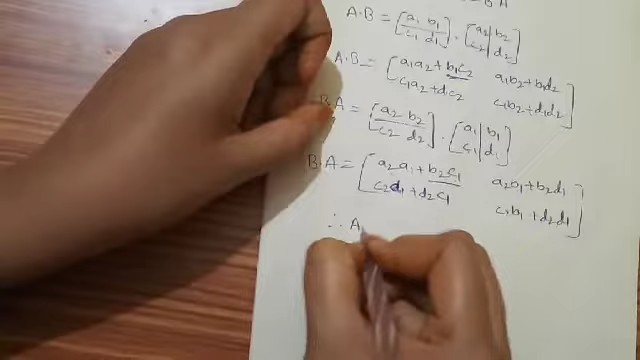 B A
A·B = [a₁ b₁ c₁ d₁] · [a₂ b₂ c₂ d₂]
A·B = [a₁a₂+b₁c₂ a₁b₂+b₁d₂
c₁a₂+d₁c₂ c₁b₂+d₁d₂]
B·A = [a₂ b₂ c₂ d₂] · [a₁ b₁ c₁ d₁]
B·A = [a₂a₁+b₂c₁ a₂b₁+b₂d₁
c₂a₁+d₂c₁ c₂b₁+d₂d₁]
∴ A